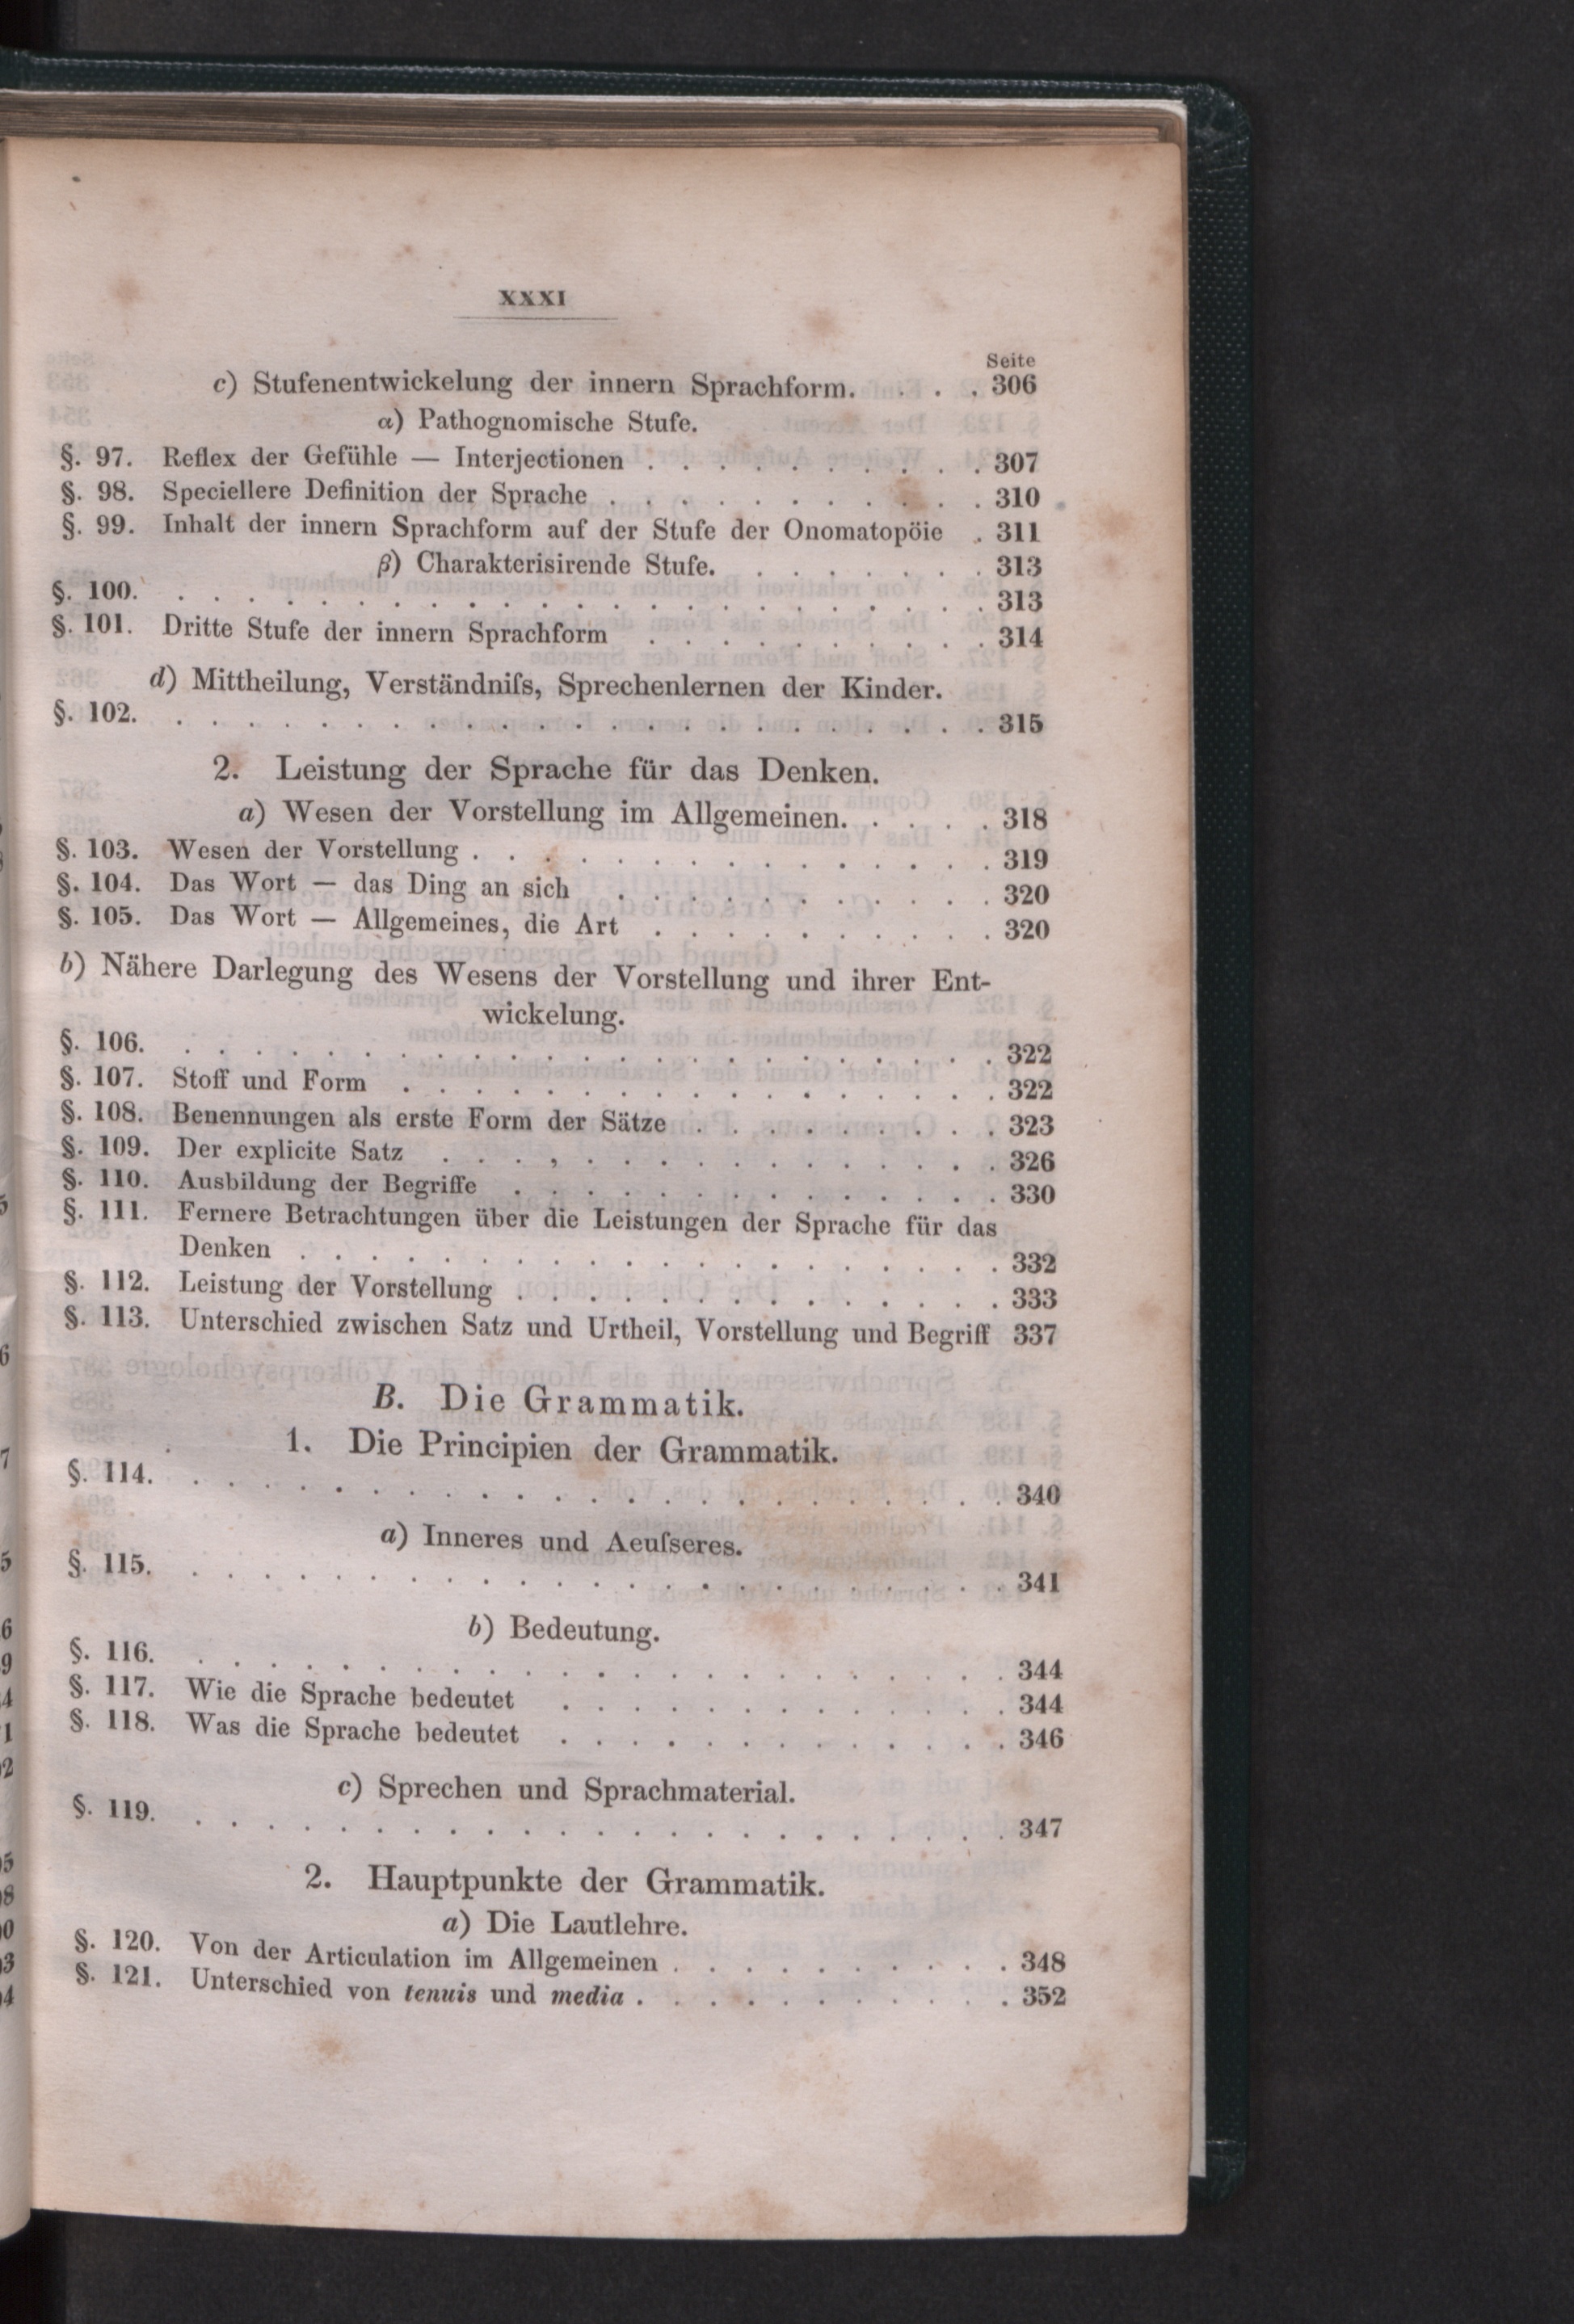 XXXI
Seite
c) Stufenentwickelung der innern Sprachform. . . . . 306
α) Pathognomische Stufe.
§. 97. Reflex der Gefühle — Interjectionen . . . . . . . . . . 307
§. 98. Speciellere Definition der Sprache . . . . . . . . . . . 310
§. 99. Inhalt der innern Sprachform auf der Stufe der Onomatopöie . 311
β) Charakterisirende Stufe. . . . . . . . 313
§. 100. . . . . . . . . . . . . . . . . . . . . . . . 313
§. 101. Dritte Stufe der innern Sprachform . . . . . . . . . . 314
d) Mittheilung, Verständniſs, Sprechenlernen der Kinder.
§. 102. . . . . . . . . . . . . . . . . . . . . . . . 315
2. Leistung der Sprache für das Denken.
a) Wesen der Vorstellung im Allgemeinen. . . . . 318
§. 103. Wesen der Vorstellung . . . . . . . . . . . . . . . 319
§. 104. Das Wort — das Ding an sich . . . . . . . . . . . 320
§. 105. Das Wort — Allgemeines, die Art . . . . . . . . . . 320
b) Nähere Darlegung des Wesens der Vorstellung und ihrer Ent-
wickelung.
§. 106. . . . . . . . . . . . . . . . . . . . . . . . 322
§. 107. Stoff und Form . . . . . . . . . . . . . . . . . 322
§. 108. Benennungen als erste Form der Sätze . . . . . . . . . 323
§. 109. Der explicite Satz . . . , . . . . . . . . . . . . 326
§. 110. Ausbildung der Begriffe . . . . . . . . . . . . . . 330
§. 111. Fernere Betrachtungen über die Leistungen der Sprache für das
Denken . . . . . . . . . . . . . . . . . . . . 332
§. 112. Leistung der Vorstellung . . . . . . . . . . . . . . 333
§. 113. Unterschied zwischen Satz und Urtheil, Vorstellung und Begriff 337
B. Die Grammatik.
1. Die Principien der Grammatik.
§. 114. . . . . . . . . . . . . . . . . . . . . . . . 340
a) Inneres und Aeuſseres.
§. 115. . . . . . . . . . . . . . . . . . . . . . . . 341
b) Bedeutung.
§. 116. . . . . . . . . . . . . . . . . . . . . . . . 344
§. 117. Wie die Sprache bedeutet . . . . . . . . . . . . . 344
§. 118. Was die Sprache bedeutet . . . . . . . . . . . . . 346
c) Sprechen und Sprachmaterial.
§. 119. . . . . . . . . . . . . . . . . . . . . . . . 347
2. Hauptpunkte der Grammatik.
a) Die Lautlehre.
§. 120. Von der Articulation im Allgemeinen . . . . . . . . . . 348
§. 121. Unterschied von tenuis und media . . . . . . . . . . . 352